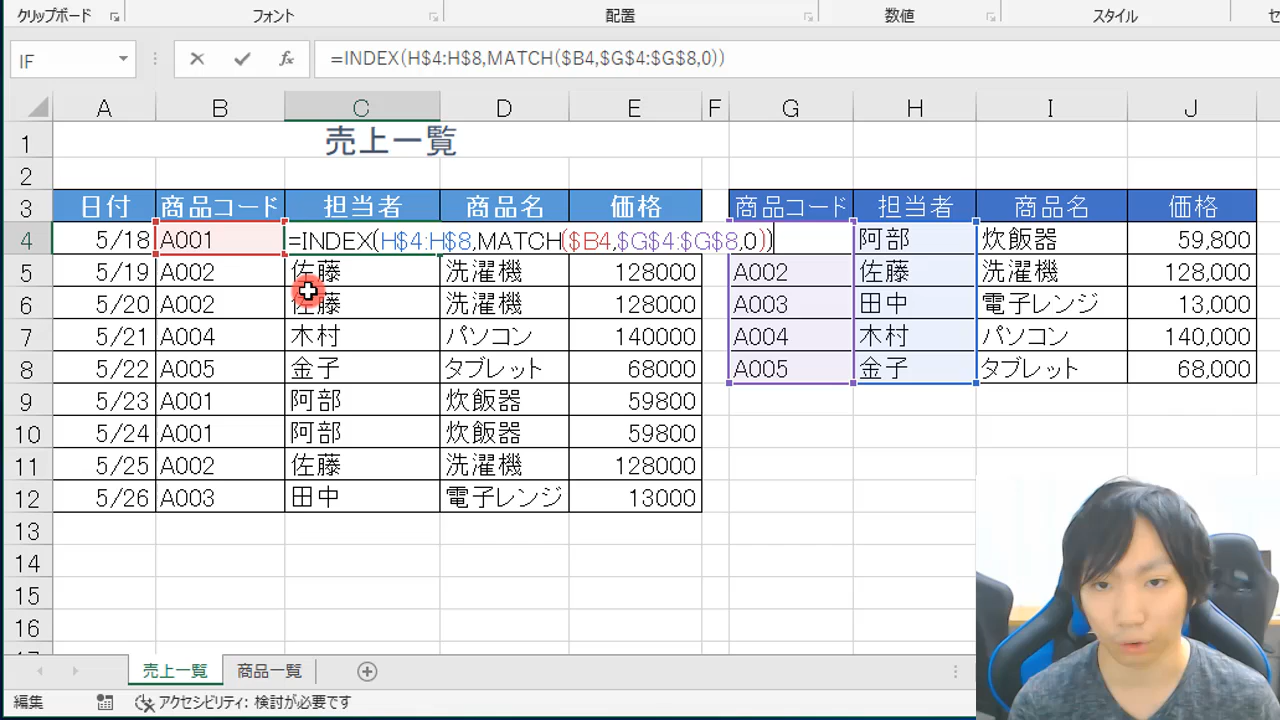 クリップボード フォント 配置 数値 スタイル セ
IF =INDEX(H$4:H$8,MATCH($B4,$G$4:$G$8,0))
A B C D E F G H I J
1 売上一覧
2
3 日付 商品コード 担当者 商品名 価格 商品コード 担当者 商品名 価格
4 5/18 A001 =INDEX(H$4:H$8,MATCH($B4,$G$4:$G$8,0)) 阿部 炊飯器 59,800
5 5/19 A002 佐藤 洗濯機 128000 A002 佐藤 洗濯機 128,000
6 5/20 A002 佐藤 洗濯機 128000 A003 田中 電子レンジ 13,000
7 5/21 A004 木村 パソコン 140000 A004 木村 パソコン 140,000
8 5/22 A005 金子 タブレット 68000 A005 金子 タブレット 68,000
9 5/23 A001 阿部 炊飯器 59800
10 5/24 A001 阿部 炊飯器 59800
11 5/25 A002 佐藤 洗濯機 128000
12 5/26 A003 田中 電子レンジ 13000
13
14
15
16
売上一覧 商品一覧
編集 アクセシビリティ: 検討が必要です